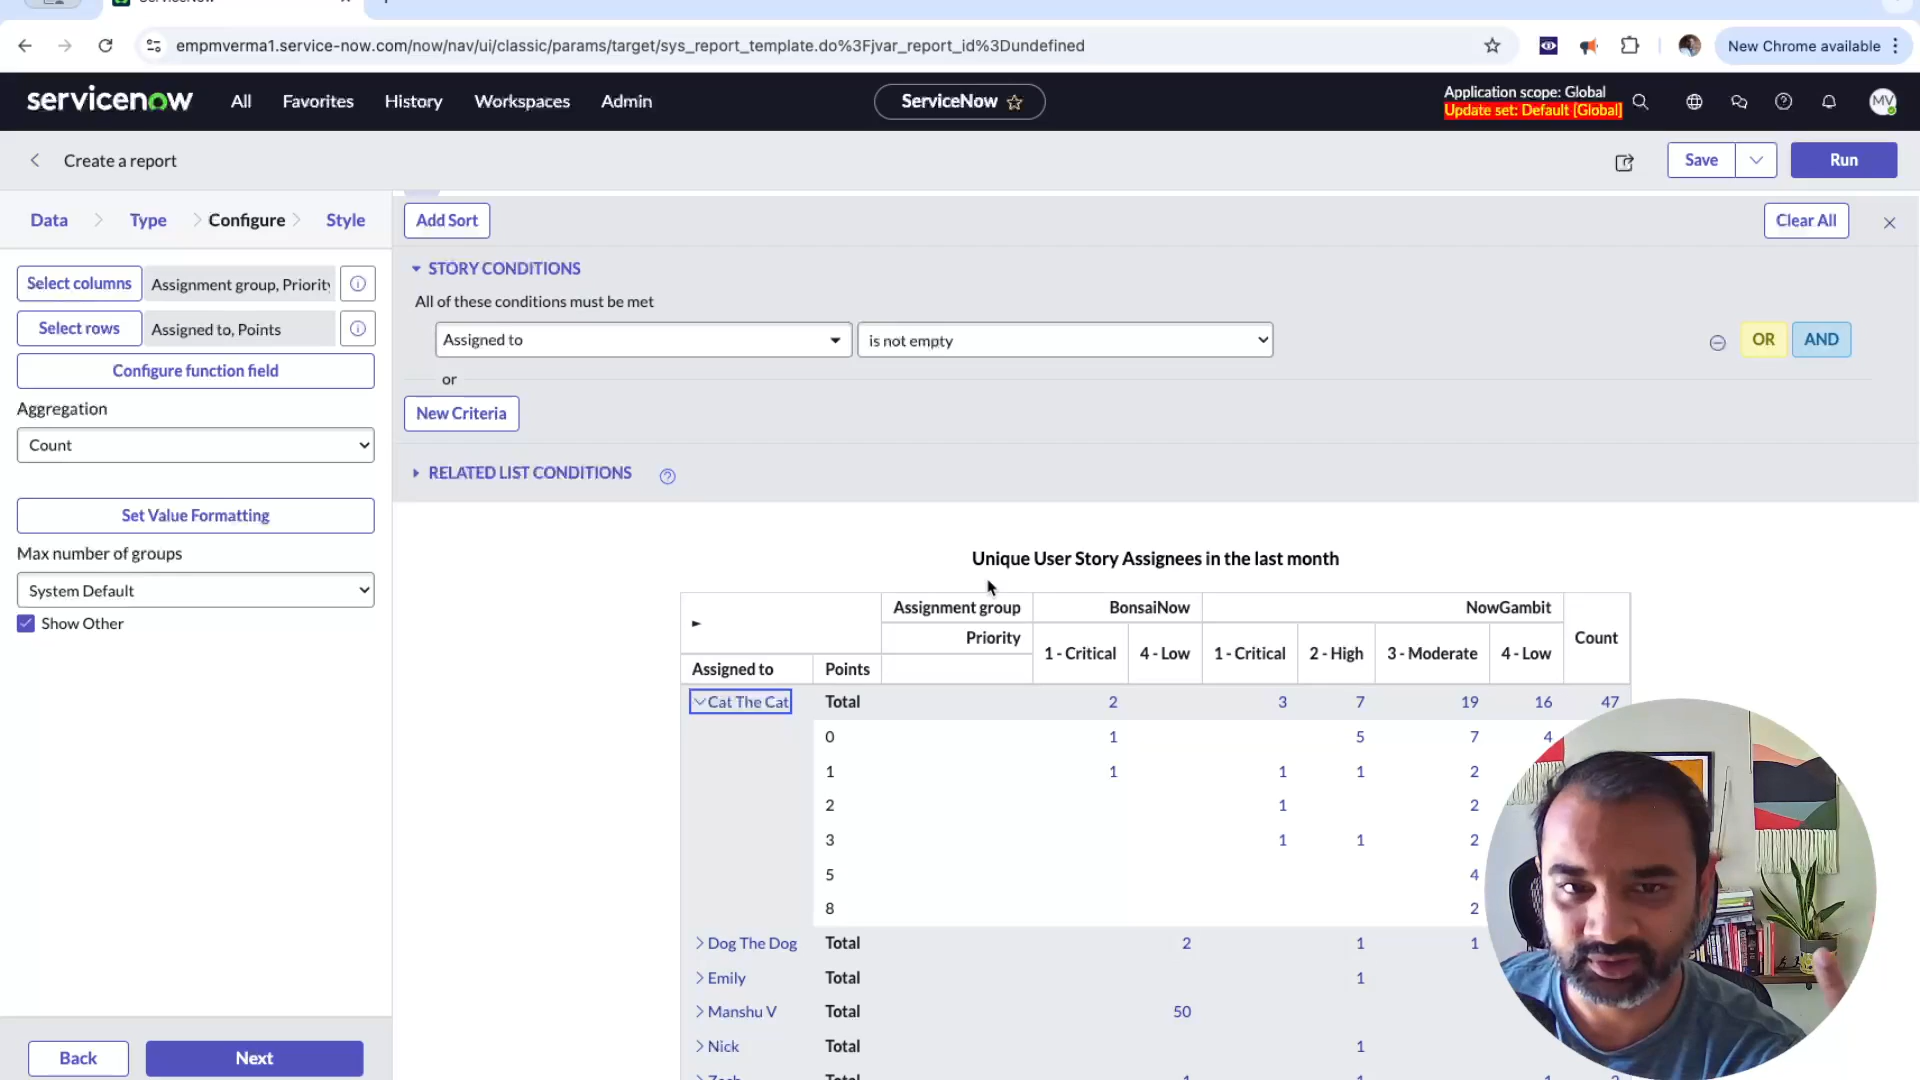 empmverma1.service-now.com/now/nav/ui/classic/params/target/sys_report_template.do%3Fjvar_report_id%3Dundefined
New Chrome available
servicenow
All
Favorites
History
Workspaces
Admin
ServiceNow
Application scope: Global
Update set: Default [Global]
MV
Create a report
Save
Run
Data
Type
Configure
Style
Add Sort
Clear All
Select columns
Assignment group, Priority
Select rows
Assigned to, Points
Configure function field
Aggregation
Count
Set Value Formatting
Max number of groups
System Default
Show Other
Back
Next
STORY CONDITIONS
All of these conditions must be met
Assigned to
is not empty
OR
AND
or
New Criteria
RELATED LIST CONDITIONS
Unique User Story Assignees in the last month
Assignment group BonsaiNow NowGambit Count
Priority 1 - Critical 4 - Low 1 - Critical 2 - High 3 - Moderate 4 - Low
Assigned to Points
Cat The Cat Total 2 3 7 19 16 47
0 1 5 7 4
1 1 1 1 2
2 1 2
3 1 1 2
5 4
8 2
Dog The Dog Total 2 1 1
Emily Total 1
Manshu V Total 50
Nick Total 1